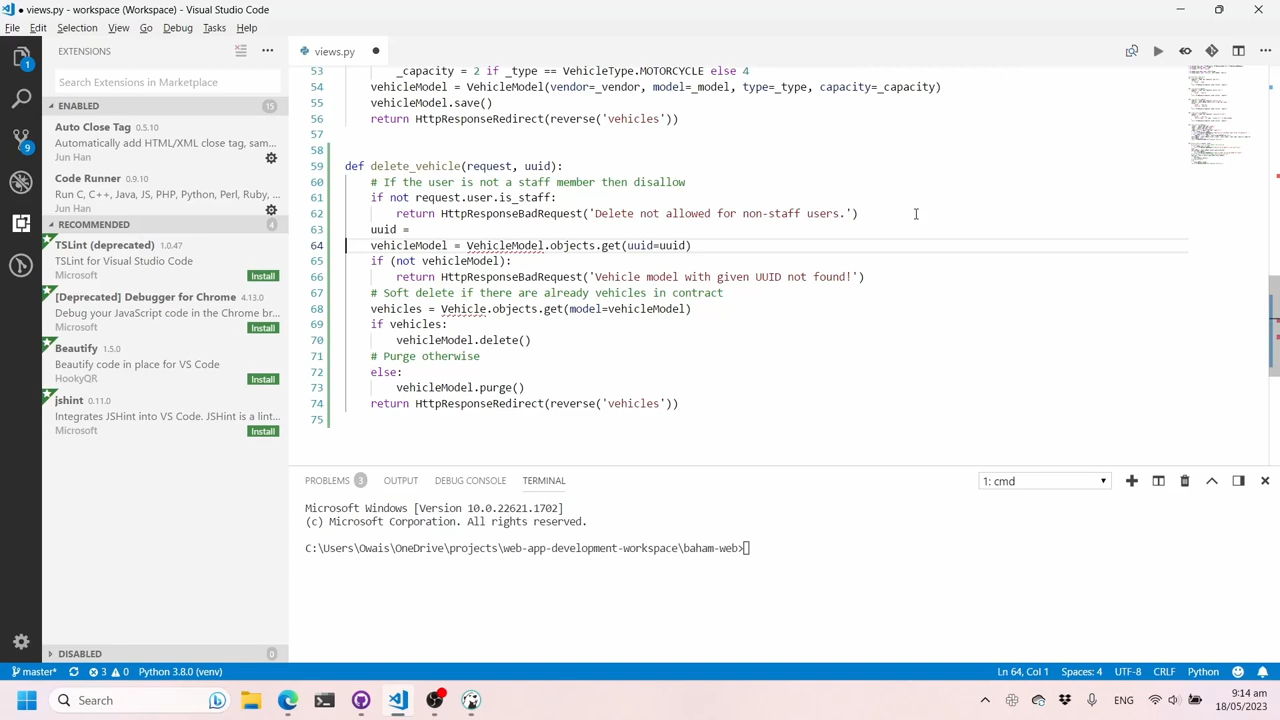 views.py - workspace (Workspace) - Visual Studio Code
File Edit Selection View Go Debug Tasks Help
EXTENSIONS
Search Extensions in Marketplace
ENABLED 15
Auto Close Tag 0.5.10
Automatically add HTML/XML close tag, sam...
Jun Han
Code Runner 0.9.10
Run C, C++, Java, JS, PHP, Python, Perl, Ruby, ...
Jun Han
RECOMMENDED 4
TSLint (deprecated) 1.0.47
TSLint for Visual Studio Code
Microsoft Install
[Deprecated] Debugger for Chrome 4.13.0
Debug your JavaScript code in the Chrome br...
Microsoft Install
Beautify 1.5.0
Beautify code in place for VS Code
HookyQR Install
jshint 0.11.0
Integrates JSHint into VS Code. JSHint is a lint...
Microsoft Install
DISABLED 0
1
9
views.py
53 _capacity = 2 if _type == VehicleType.MOTORCYCLE else 4
54 vehicleModel = VehicleModel(vendor=_vendor, model=_model, type=_type, capacity=_capacity)
55 vehicleModel.save()
56 return HttpResponseRedirect(reverse('vehicles'))
57
58
59 def delete_vehicle(request, uuid):
60 # If the user is not a staff member then disallow
61 if not request.user.is_staff:
62 return HttpResponseBadRequest('Delete not allowed for non-staff users.')
63 uuid =
64 vehicleModel = VehicleModel.objects.get(uuid=uuid)
65 if (not vehicleModel):
66 return HttpResponseBadRequest('Vehicle model with given UUID not found!')
67 # Soft delete if there are already vehicles in contract
68 vehicles = Vehicle.objects.get(model=vehicleModel)
69 if vehicles:
70 vehicleModel.delete()
71 # Purge otherwise
72 else:
73 vehicleModel.purge()
74 return HttpResponseRedirect(reverse('vehicles'))
75
PROBLEMS 3 OUTPUT DEBUG CONSOLE TERMINAL 1: cmd
Microsoft Windows [Version 10.0.22621.1702]
(c) Microsoft Corporation. All rights reserved.
C:\Users\Owais\OneDrive\projects\web-app-development-workspace\baham-web>
master* 3 0 Python 3.8.0 (venv) Ln 64, Col 1 Spaces: 4 UTF-8 CRLF Python
Search ENG 9:14 am
18/05/2023